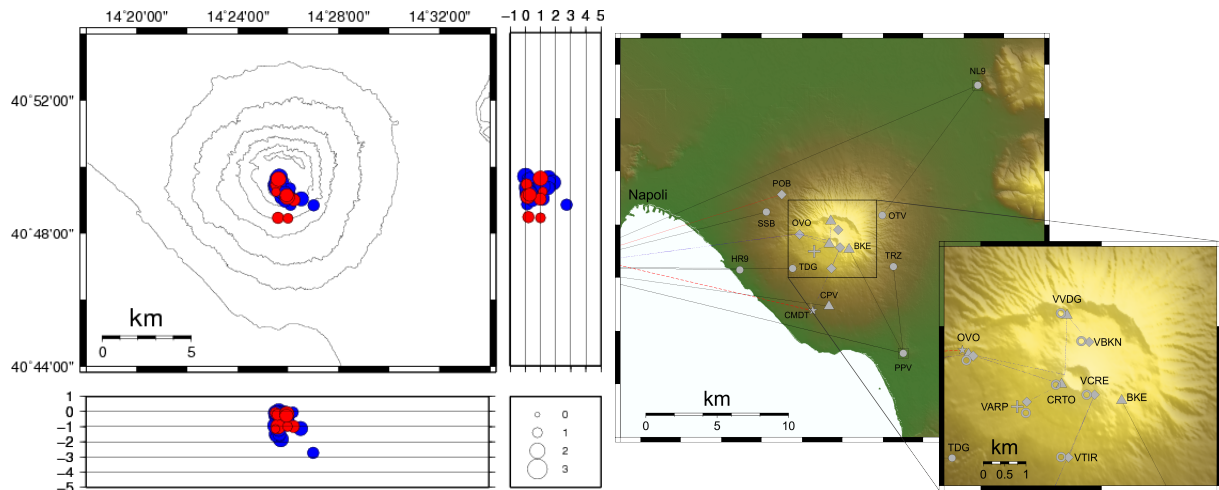 14°20'00" 14°24'00" 14°28'00" 14°32'00"
−1 0 1 2 3 4 5
40°52'00"
40°48'00"
40°44'00"
km
0 5
1
0
−1
−2
−3
−4
−5
0
1
2
3
NL9
Napoli
POB
SSB
OVO
OTV
BKE
HR9
TDG
TRZ
CPV
CMDT
PPV
km
0 5 10
VVDG
OVO
VBKN
VCRE
CRTO
BKE
VARP
TDG
km
VTIR
0 0.5 1